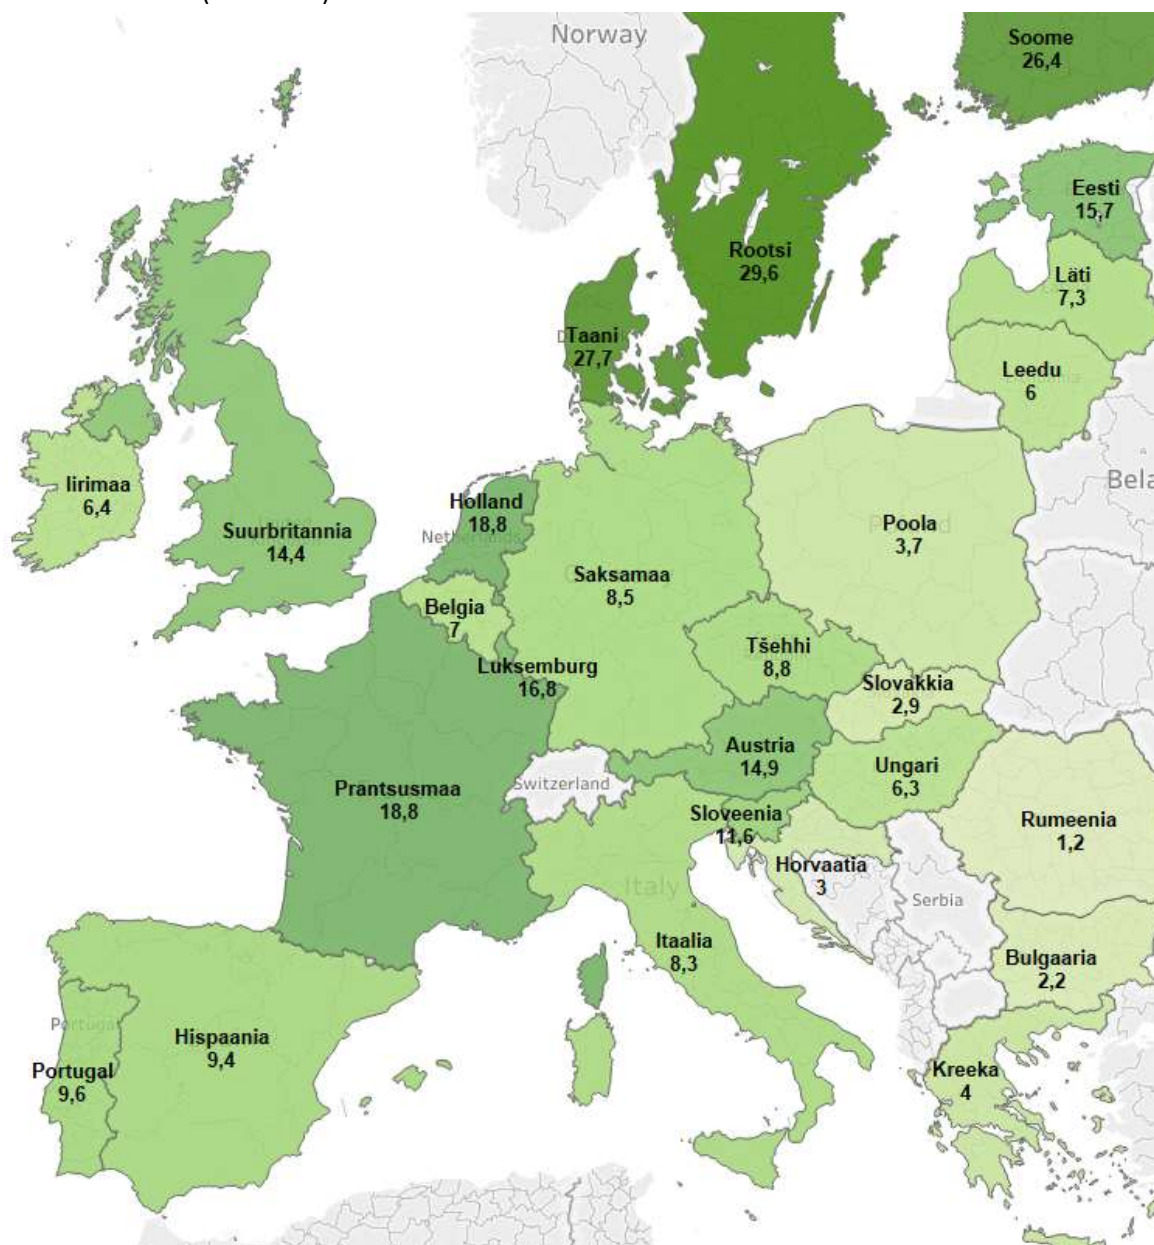 Norway
Soome
26,4
Eesti
15,7
Rootsi
29,6
Läti
7,3
Taani
27,7
Leedu
6
Iirimaa
6,4
Suurbritannia
14,4
Holland
18,8
Netherlands
Bela
Poola
3,7
Saksamaa
8,5
Belgia
7
Tšehhi
8,8
Luksemburg
16,8
Slovakkia
2,9
Austria
14,9
Ungari
6,3
Switzerland
Prantsusmaa
18,8
Sloveenia
11,6
Rumeenia
1,2
Horvaatia
3
Italy
Serbia
Itaalia
8,3
Bulgaaria
2,2
Portugal
Hispaania
9,4
Portugal
9,6
Kreeka
4